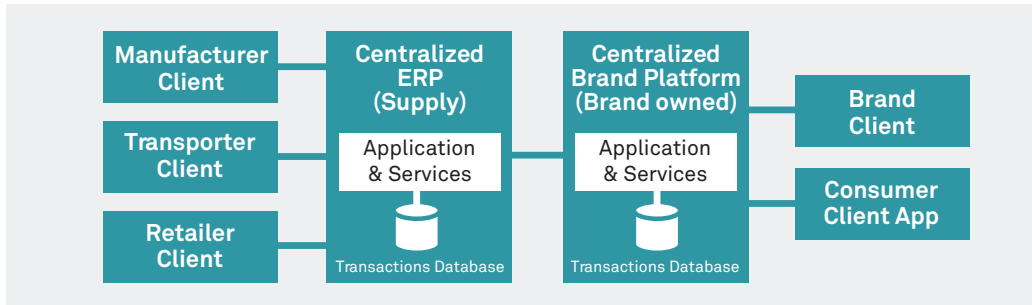 Manufacturer
Client
Transporter
Client
Retailer
Client
Centralized
ERP
(Supply)
Application
& Services
Transactions Database
Centralized
Brand Platform
(Brand owned)
Application
& Services
Transactions Database
Brand
Client
Consumer
Client App